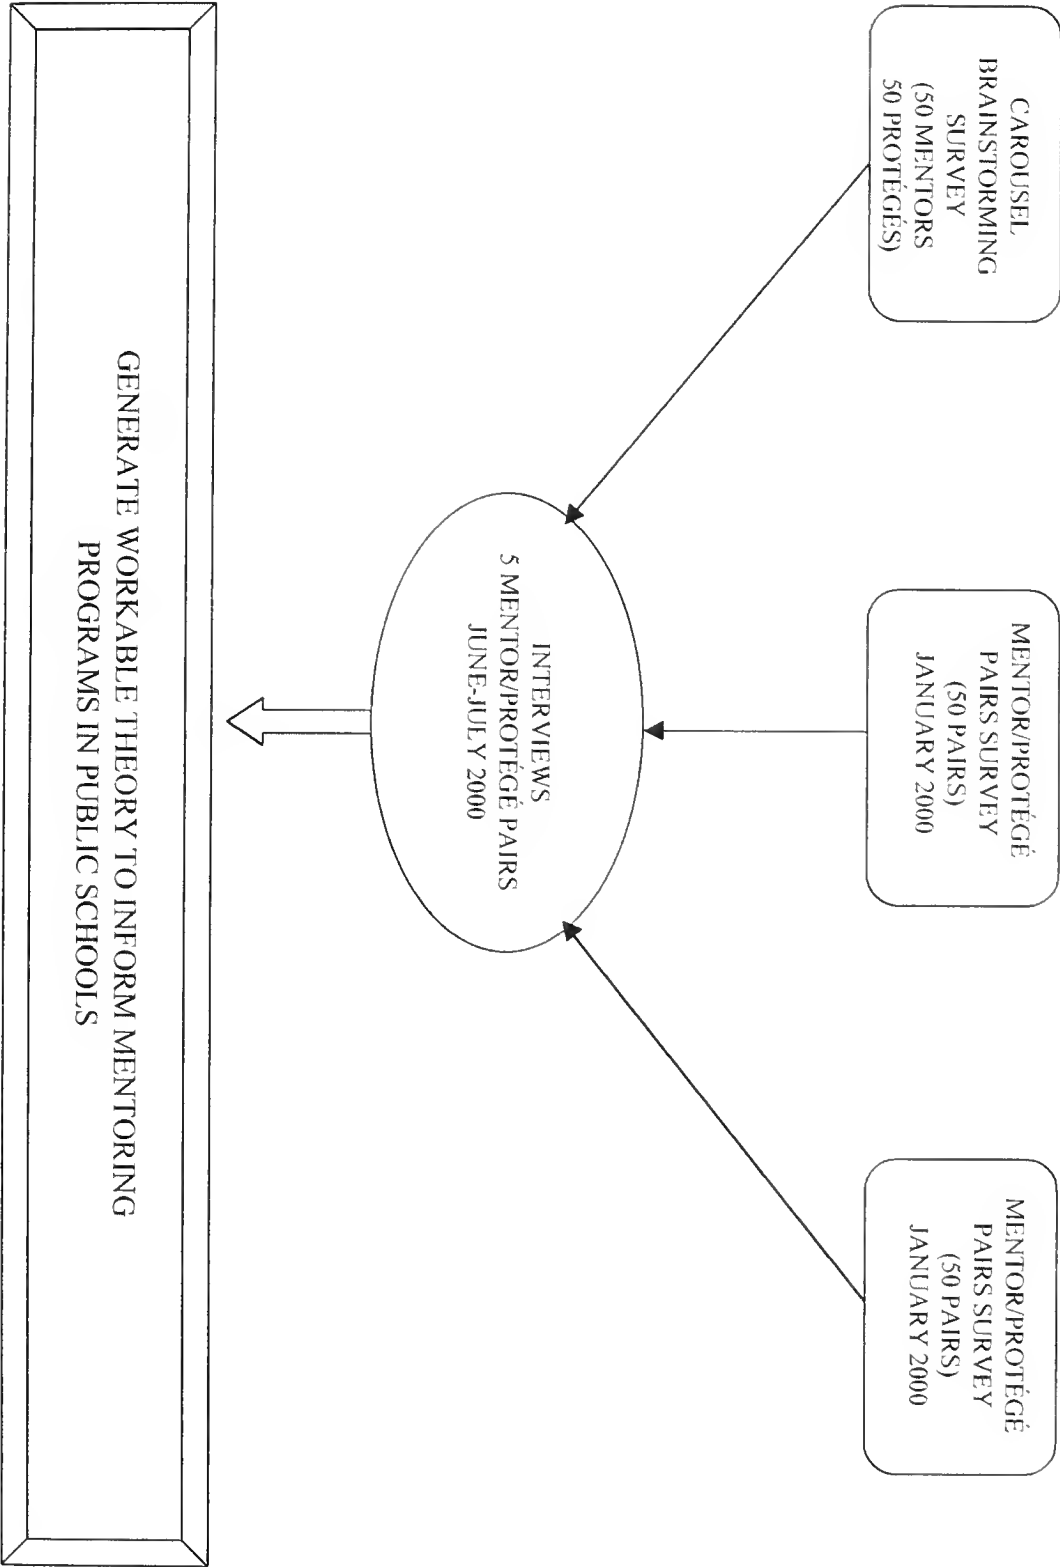 CAROUSEL
BRAINSTORMING
SURVEY
(50 MENTORS
50 PROTÉGÉS)
MENTOR/PROTÉGÉ
PAIRS SURVEY
(50 PAIRS)
JANUARY 2000
MENTOR/PROTÉGÉ
PAIRS SURVEY
(50 PAIRS)
JANUARY 2000
INTERVIEWS
5 MENTOR/PROTÉGÉ PAIRS
JUNE-JULY 2000
GENERATE WORKABLE THEORY TO INFORM MENTORING
PROGRAMS IN PUBLIC SCHOOLS